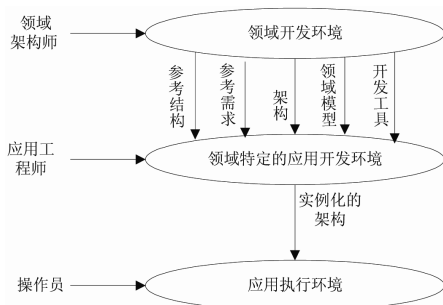 领域
架构师
领域开发环境
参考结构
参考需求
架构
领域模型
开发工具
应用工
程师
领域特定的应用开发环境
实例化的
架构
操作员
应用执行环境